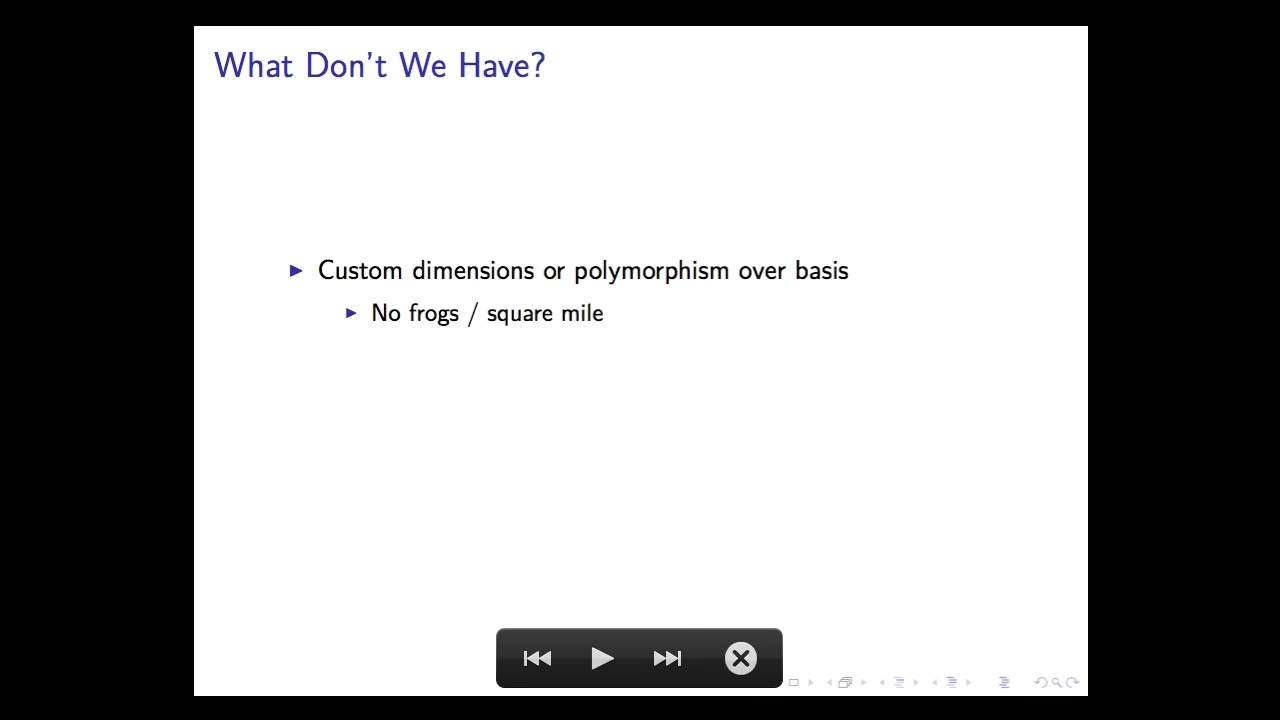 What Don't We Have?
Custom dimensions or polymorphism over basis
No frogs / square mile